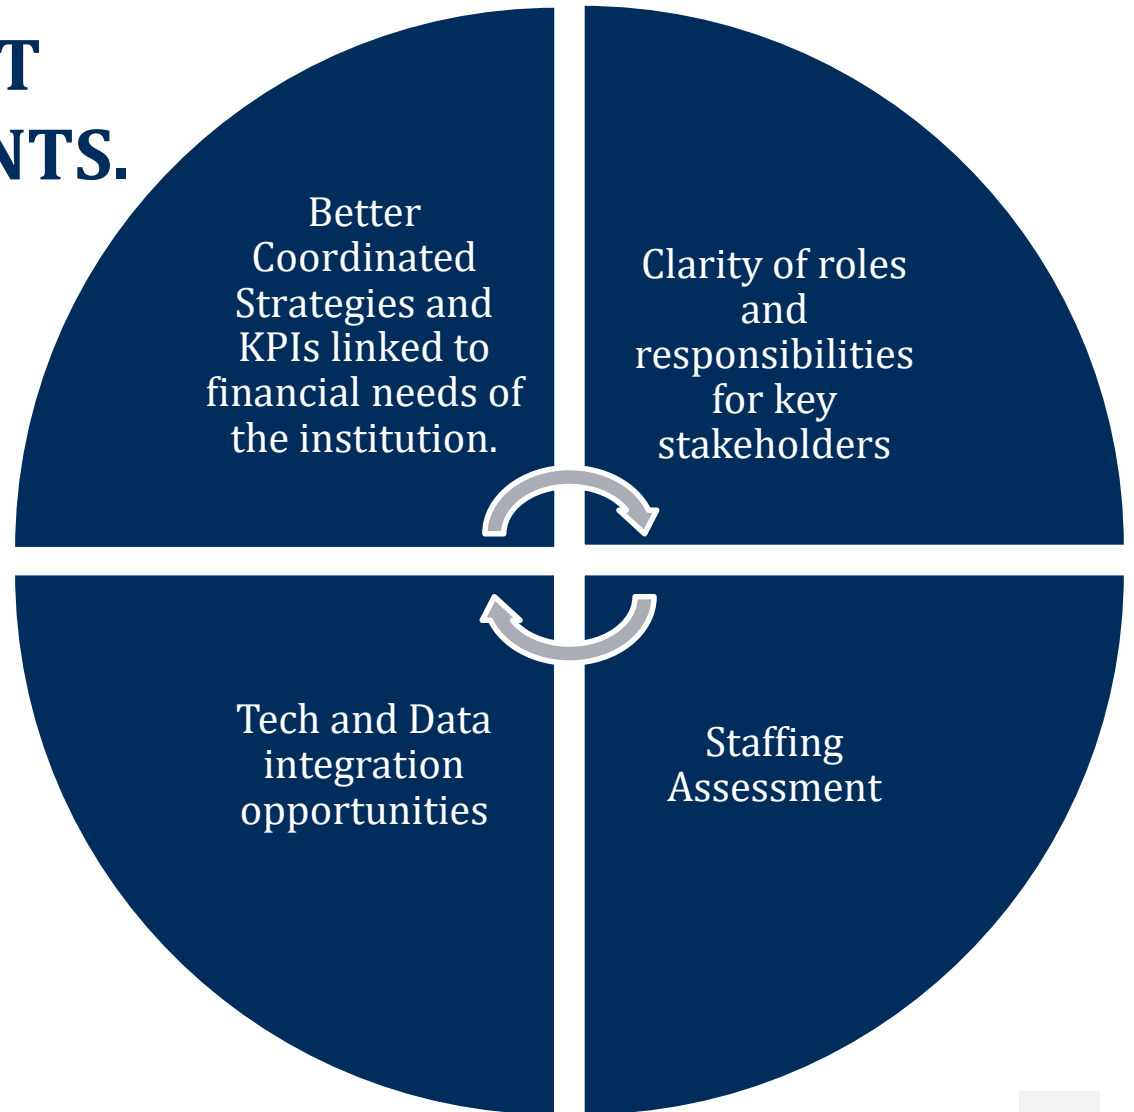 T
NTS.
Better
Coordinated
Strategies and
KPIs linked to
financial needs of
the institution.
Clarity of roles
and
responsibilities
for key
stakeholders
Tech and Data
integration
opportunities
Staffing
Assessment